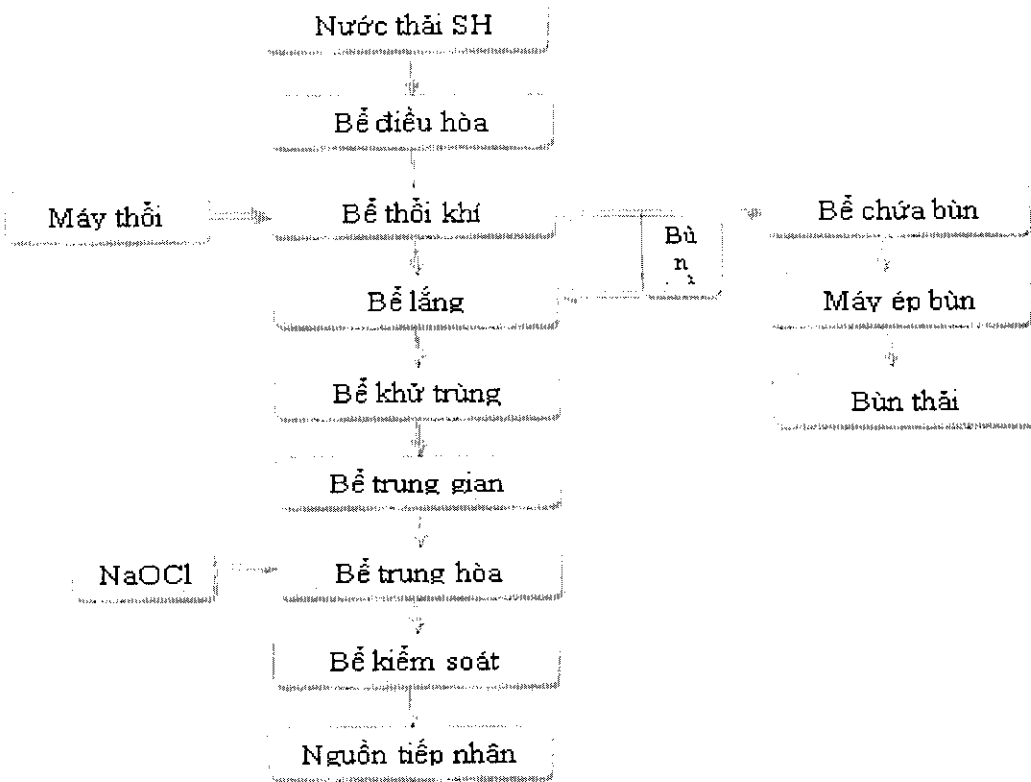 Nước thải SH
Bể điều hòa
Máy thổi
Bể thổi khí
Bù
n
Bể chứa bùn
Bể lắng
Máy ép bùn
Bể khử trùng
Bùn thải
Bể trung gian
NaOCl
Bể trung hòa
Bể kiểm soát
Nguồn tiếp nhân